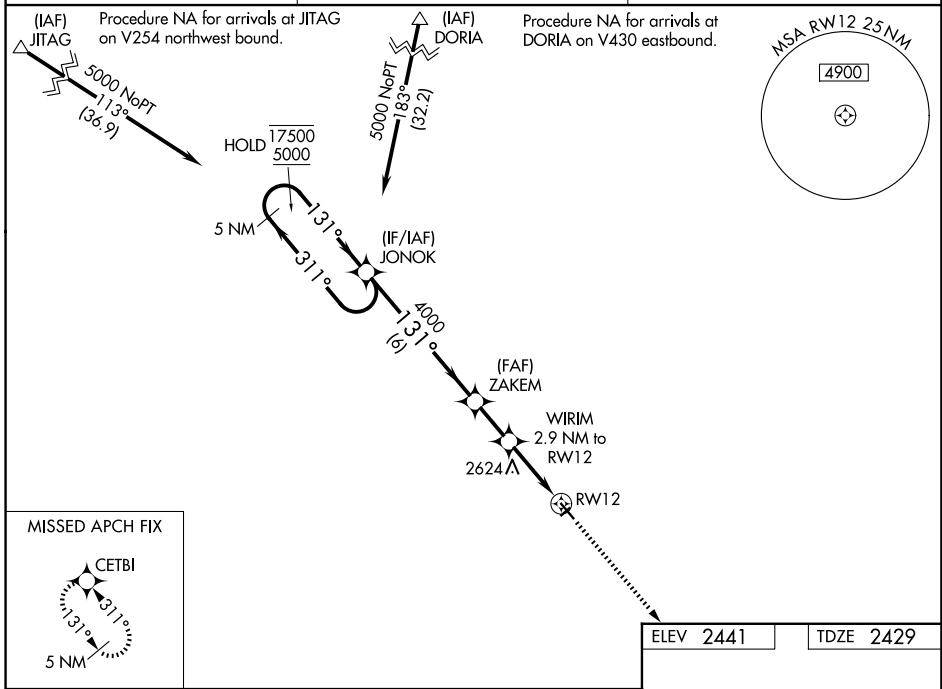 (IAF)
JITAG
Procedure NA for arrivals at JITAG
on V254 northwest bound.
(IAF)
DORIA
Procedure NA for arrivals at
DORIA on V430 eastbound.
MSA RW12 25 NM
4900
5000 NoPT
113°
(36.9)
5000 NoPT
183°
(32.2)
HOLD
17500
5000
5 NM
131°
311°
(IF/IAF)
JONOK
4000
131°
(6)
(FAF)
ZAKEM
WIRIM
2.9 NM to
RW12
2624
RW12
MISSED APCH FIX
CETBI
311°
131°
5 NM
ELEV 2441
TDZE 2429